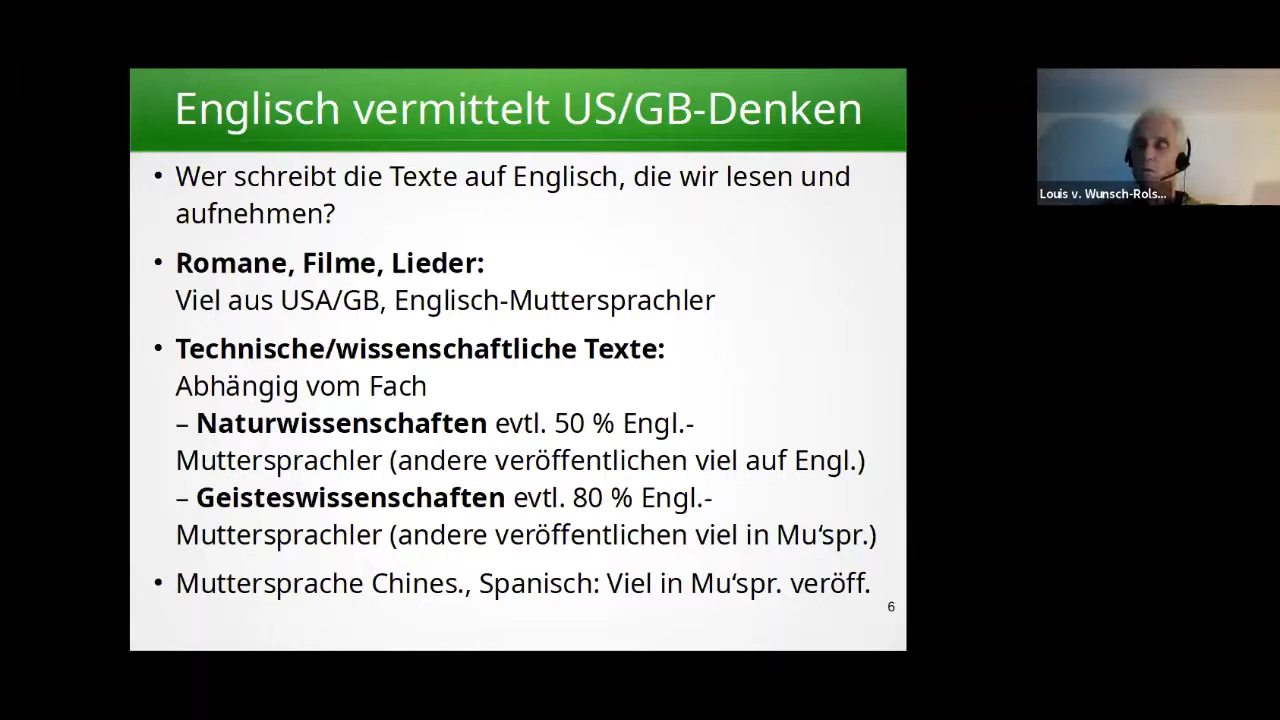 Englisch vermittelt US/GB-Denken
• Wer schreibt die Texte auf Englisch, die wir lesen und
aufnehmen?
• Romane, Filme, Lieder:
Viel aus USA/GB, Englisch-Muttersprachler
• Technische/wissenschaftliche Texte:
Abhängig vom Fach
– Naturwissenschaften evtl. 50 % Engl.-
Muttersprachler (andere veröffentlichen viel auf Engl.)
– Geisteswissenschaften evtl. 80 % Engl.-
Muttersprachler (andere veröffentlichen viel in Mu‘spr.)
• Muttersprache Chines., Spanisch: Viel in Mu‘spr. veröff.
6
Louis v. Wunsch-Rols...